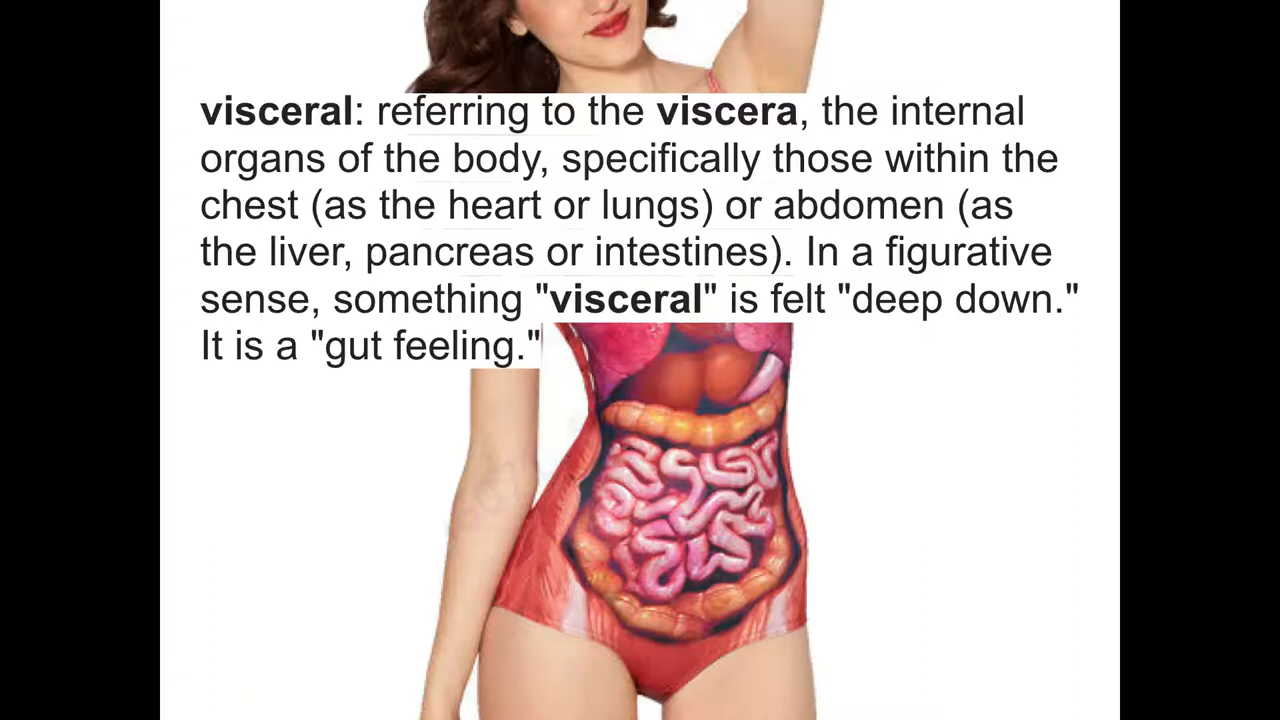 visceral: referring to the viscera, the internal
organs of the body, specifically those within the
chest (as the heart or lungs) or abdomen (as
the liver, pancreas or intestines). In a figurative
sense, something "visceral" is felt "deep down."
It is a "gut feeling."